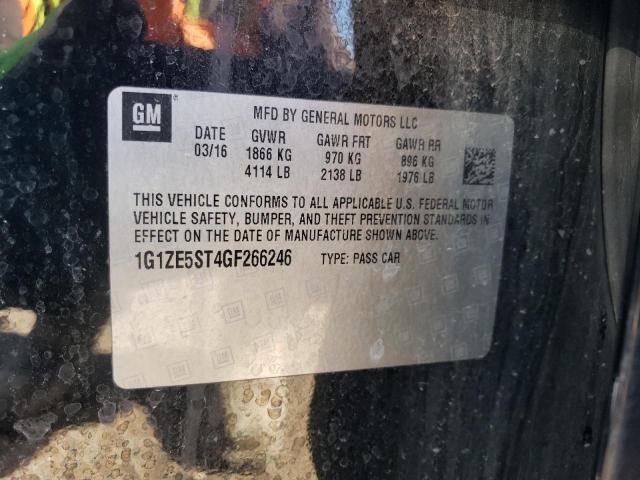 GM
MFD BY GENERAL MOTORS LLC
DATE GVWR GAWR FRT GAWR RR
03/16 1866 KG 970 KG 896 KG
4114 LB 2138 LB 1976 LB
THIS VEHICLE CONFORMS TO ALL APPLICABLE U.S. FEDERAL MOTOR
VEHICLE SAFETY, BUMPER, AND THEFT PREVENTION STANDARDS IN
EFFECT ON THE DATE OF MANUFACTURE SHOWN ABOVE.
1G1ZE5ST4GF266246 TYPE: PASS CAR